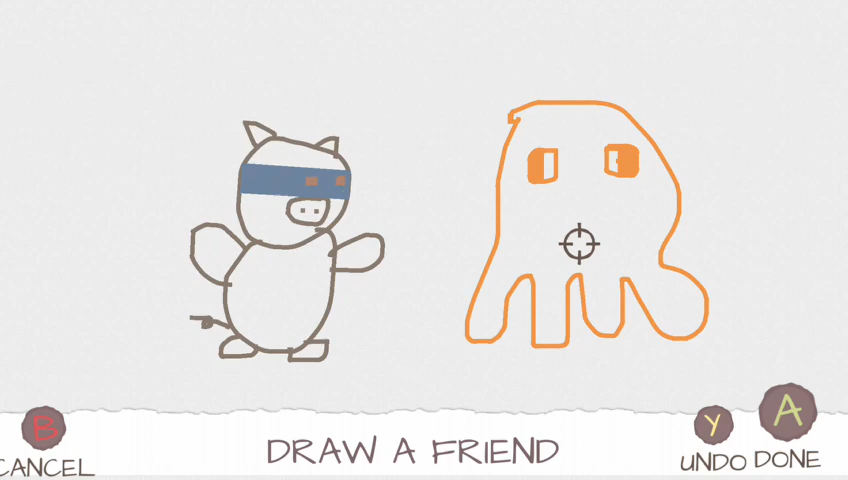 B
CANCEL
DRAW A FRIEND
Y
UNDO
A
DONE